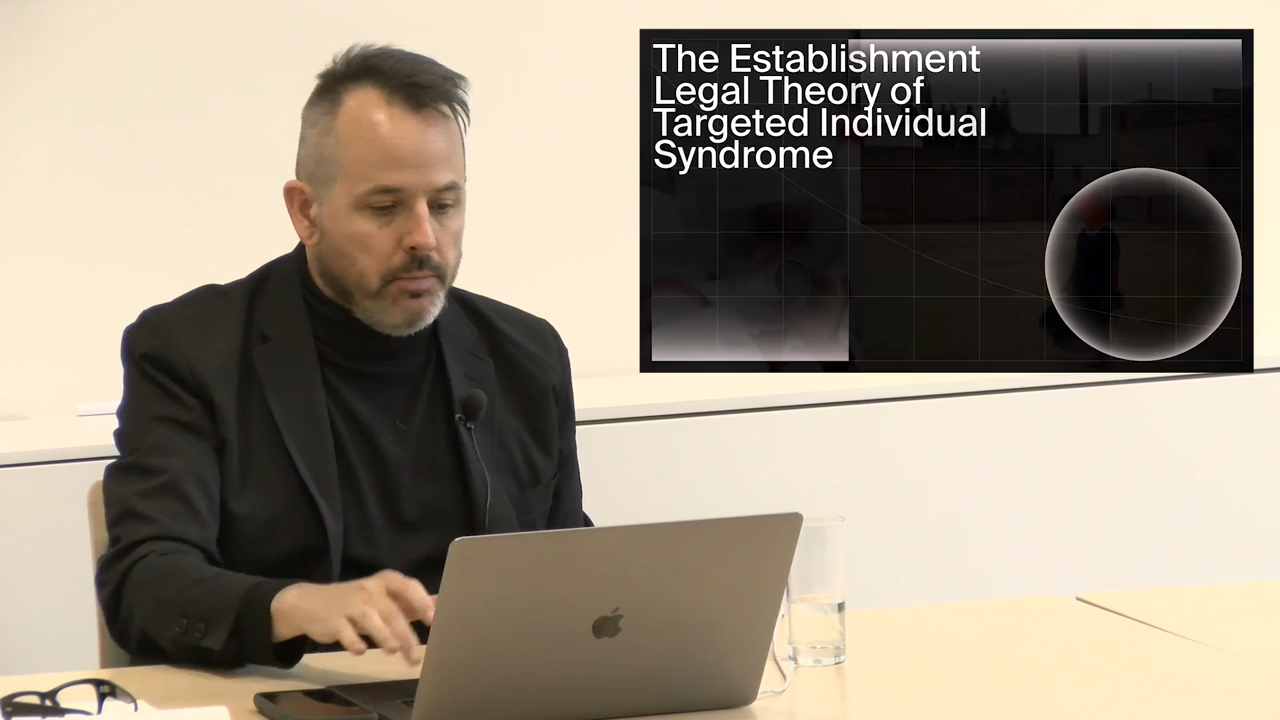 The Establishment
Legal Theory of
Targeted Individual
Syndrome